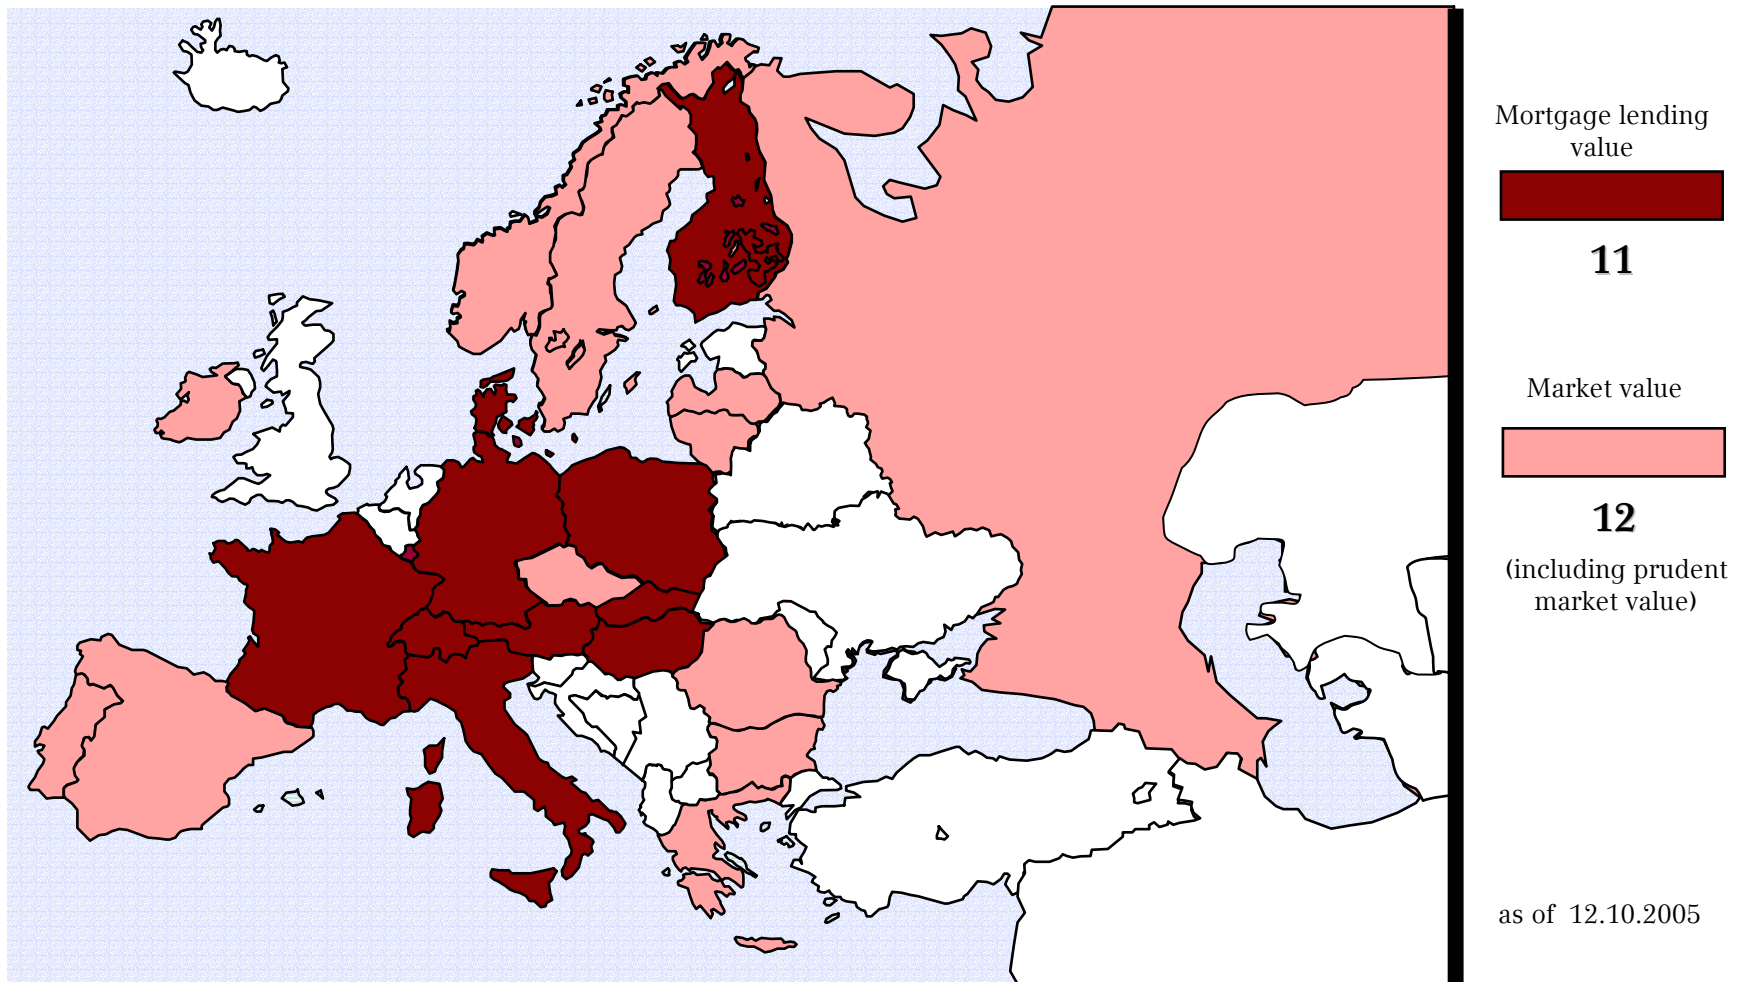 Mortgage lending
value
11
Market value
12
(including prudent
market value)
as of 12.10.2005